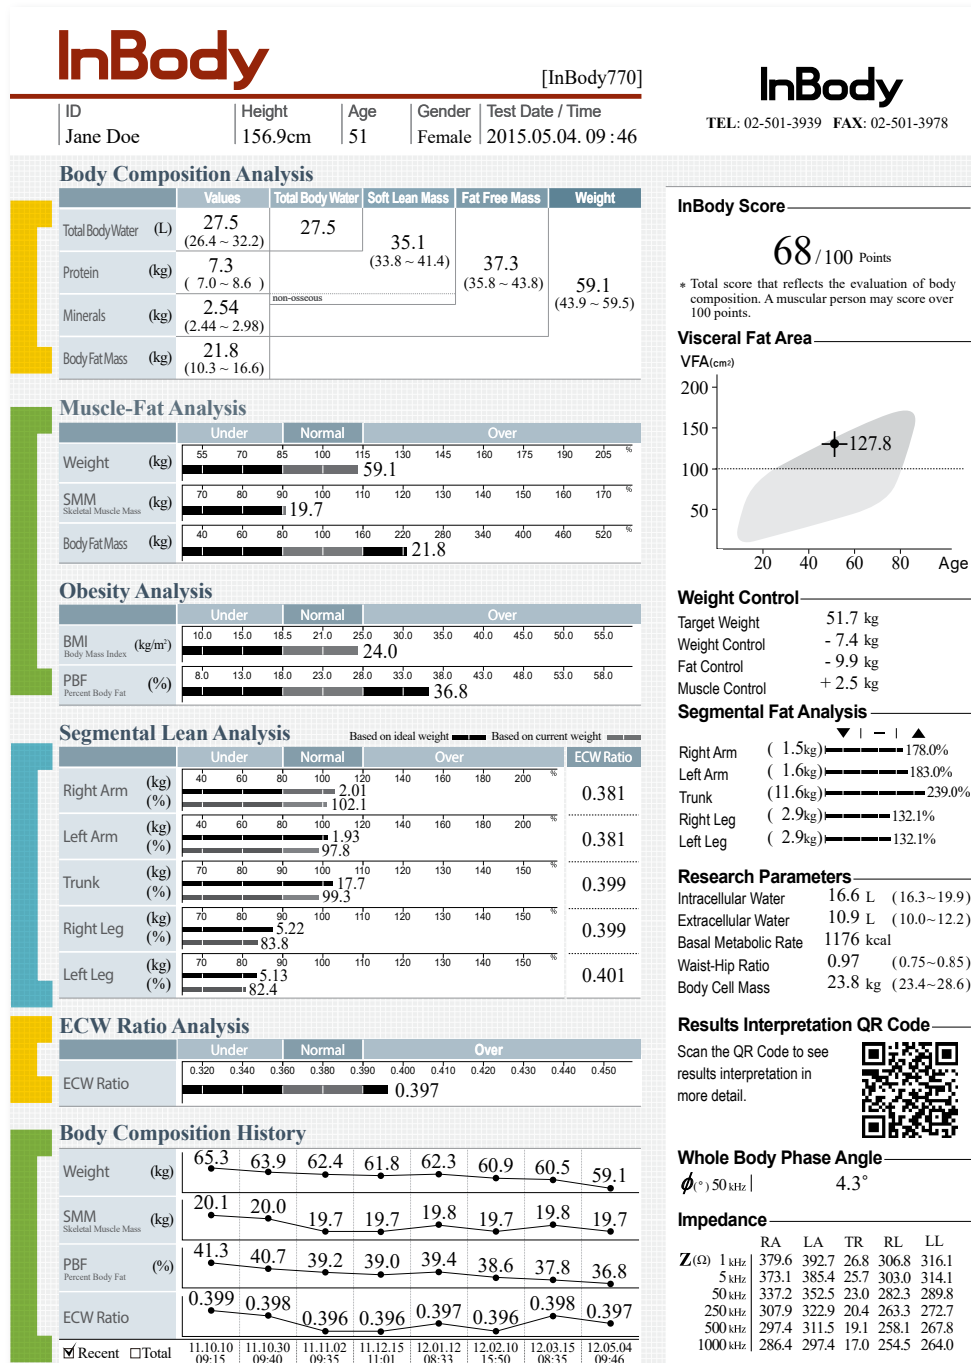 InBody
[InBody770]
ID Height Age Gender Test Date / Time
Jane Doe 156.9cm 51 Female 2015.05.04. 09 : 46
InBody
TEL: 02-501-3939 FAX: 02-501-3978
Body Composition Analysis
Values Total Body Water Soft Lean Mass Fat Free Mass Weight
Total Body Water (L) 27.5 (26.4 ~ 32.2) 27.5 35.1 (33.8 ~ 41.4) 37.3 (35.8 ~ 43.8) 59.1 (43.9 ~ 59.5)
Protein (kg) 7.3 ( 7.0 ~ 8.6 )
non-osseous
Minerals (kg) 2.54 (2.44 ~ 2.98)
Body Fat Mass (kg) 21.8 (10.3 ~ 16.6)
Muscle-Fat Analysis
Under Normal Over
Weight (kg) 55 70 85 100 115 130 145 160 175 190 205 %
59.1
SMM (kg) 70 80 90 100 110 120 130 140 150 160 170 %
Skeletal Muscle Mass 19.7
Body Fat Mass (kg) 40 60 80 100 160 220 280 340 400 460 520 %
21.8
Obesity Analysis
Under Normal Over
BMI (kg/m²) 10.0 15.0 18.5 21.0 25.0 30.0 35.0 40.0 45.0 50.0 55.0
Body Mass Index 24.0
PBF (%) 8.0 13.0 18.0 23.0 28.0 33.0 38.0 43.0 48.0 53.0 58.0
Percent Body Fat 36.8
Segmental Lean Analysis Based on ideal weight Based on current weight
Under Normal Over ECW Ratio
Right Arm (kg) (%) 40 60 80 100 120 140 160 180 200 %
2.01
102.1
0.381
Left Arm (kg) (%) 40 60 80 100 120 140 160 180 200 %
1.93
97.8
0.381
Trunk (kg) (%) 70 80 90 100 110 120 130 140 150 %
17.7
99.3
0.399
Right Leg (kg) (%) 70 80 90 100 110 120 130 140 150 %
5.22
83.8
0.399
Left Leg (kg) (%) 70 80 90 100 110 120 130 140 150 %
5.13
82.4
0.401
ECW Ratio Analysis
Under Normal Over
ECW Ratio 0.320 0.340 0.360 0.380 0.390 0.400 0.410 0.420 0.430 0.440 0.450
0.397
Body Composition History
Weight (kg) 65.3 63.9 62.4 61.8 62.3 60.9 60.5 59.1
SMM (kg) 20.1 20.0 19.7 19.7 19.8 19.7 19.8 19.7
Skeletal Muscle Mass
PBF (%) 41.3 40.7 39.2 39.0 39.4 38.6 37.8 36.8
Percent Body Fat
ECW Ratio 0.399 0.398 0.396 0.396 0.397 0.396 0.398 0.397
Recent Total 11.10.10 11.10.30 11.11.02 11.12.15 12.01.12 12.02.10 12.03.15 12.05.04
09:15 09:40 09:35 11:01 08:33 15:50 08:35 09:46
InBody Score
68/100 Points
* Total score that reflects the evaluation of body
composition. A muscular person may score over
100 points.
Visceral Fat Area
VFA(cm²)
200
150
127.8
100
50
20 40 60 80 Age
Weight Control
Target Weight 51.7 kg
Weight Control - 7.4 kg
Fat Control - 9.9 kg
Muscle Control + 2.5 kg
Segmental Fat Analysis
Right Arm ( 1.5kg) 178.0%
Left Arm ( 1.6kg) 183.0%
Trunk (11.6kg) 239.0%
Right Leg ( 2.9kg) 132.1%
Left Leg ( 2.9kg) 132.1%
Research Parameters
Intracellular Water 16.6 L (16.3~19.9)
Extracellular Water 10.9 L (10.0~12.2)
Basal Metabolic Rate 1176 kcal
Waist-Hip Ratio 0.97 (0.75~0.85)
Body Cell Mass 23.8 kg (23.4~28.6)
Results Interpretation QR Code
Scan the QR Code to see
results interpretation in
more detail.
Whole Body Phase Angle
ϕ(°) 50 kHz 4.3°
Impedance
RA LA TR RL LL
Z(Ω) 1 kHz 379.6 392.7 26.8 306.8 316.1
5 kHz 373.1 385.4 25.7 303.0 314.1
50 kHz 337.2 352.5 23.0 282.3 289.8
250 kHz 307.9 322.9 20.4 263.3 272.7
500 kHz 297.4 311.5 19.1 258.1 267.8
1000 kHz 286.4 297.4 17.0 254.5 264.0